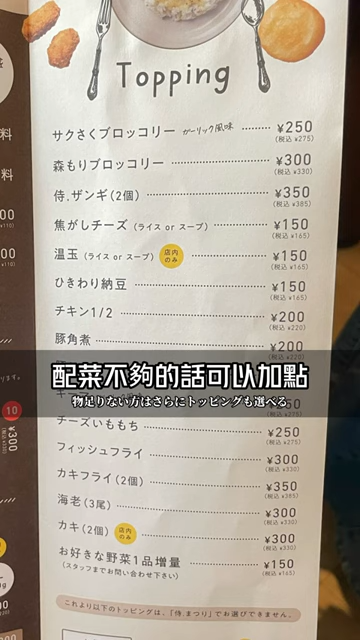 Topping
サクさくブロッコリー ガーリック風味 ¥250
(税込 ¥275)
森もりブロッコリー ¥300
(税込 ¥330)
侍.ザンギ(2個) ¥350
(税込 ¥385)
焦がしチーズ (ライス or スープ) ¥150
(税込 ¥165)
温玉 (ライス or スープ) 店内のみ ¥150
(税込 ¥165)
ひきわり納豆 ¥150
(税込 ¥165)
チキン1/2 ¥200
(税込 ¥220)
豚角煮 ¥200
(税込 ¥220)
配菜不夠的話可以加點
物足りない方はさらにトッピングも選べる
チーズいももち ¥250
(税込 ¥275)
フィッシュフライ ¥300
(税込 ¥330)
カキフライ(2個) ¥350
(税込 ¥385)
海老(3尾) ¥300
(税込 ¥330)
カキ(2個) 店内のみ ¥300
(税込 ¥330)
お好きな野菜1品増量 ¥150
(スタッフまでお問い合わせ下さい) (税込 ¥165)
これより以下のトッピングは、「侍.まつり」でお選びできません。
10
¥300